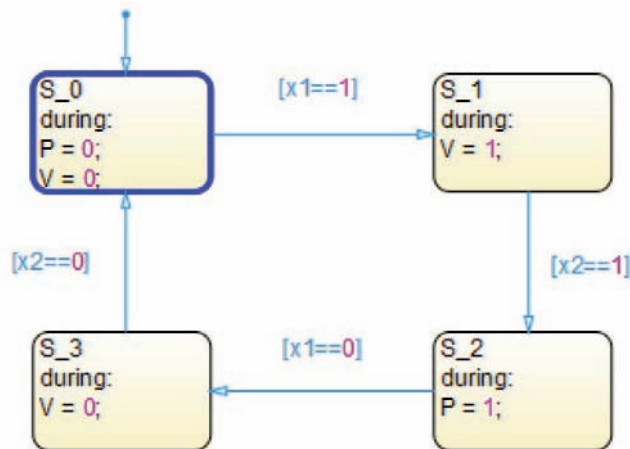 S_0
during:
P = 0;
V = 0;
[x1==1]
S_1
during:
V = 1;
[x2==0]
[x2==1]
S_3
during:
V = 0;
[x1==0]
S_2
during:
P = 1;